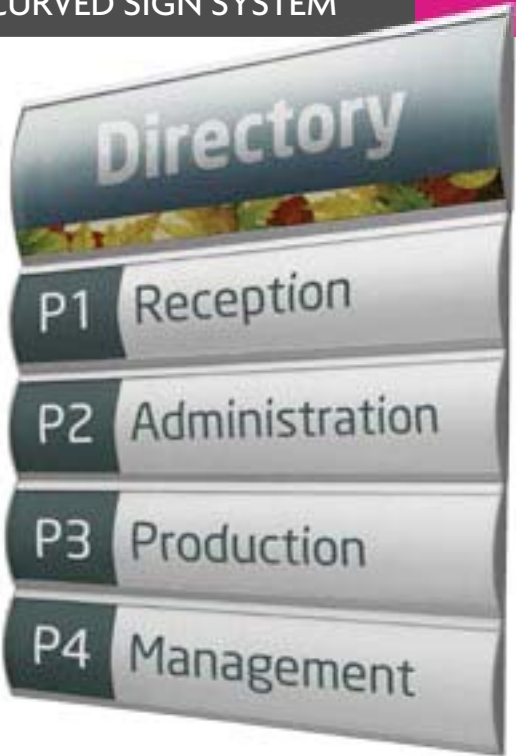 CURVED SIGN SYSTEM
Directory
P1 Reception
P2 Administration
P3 Production
P4 Management